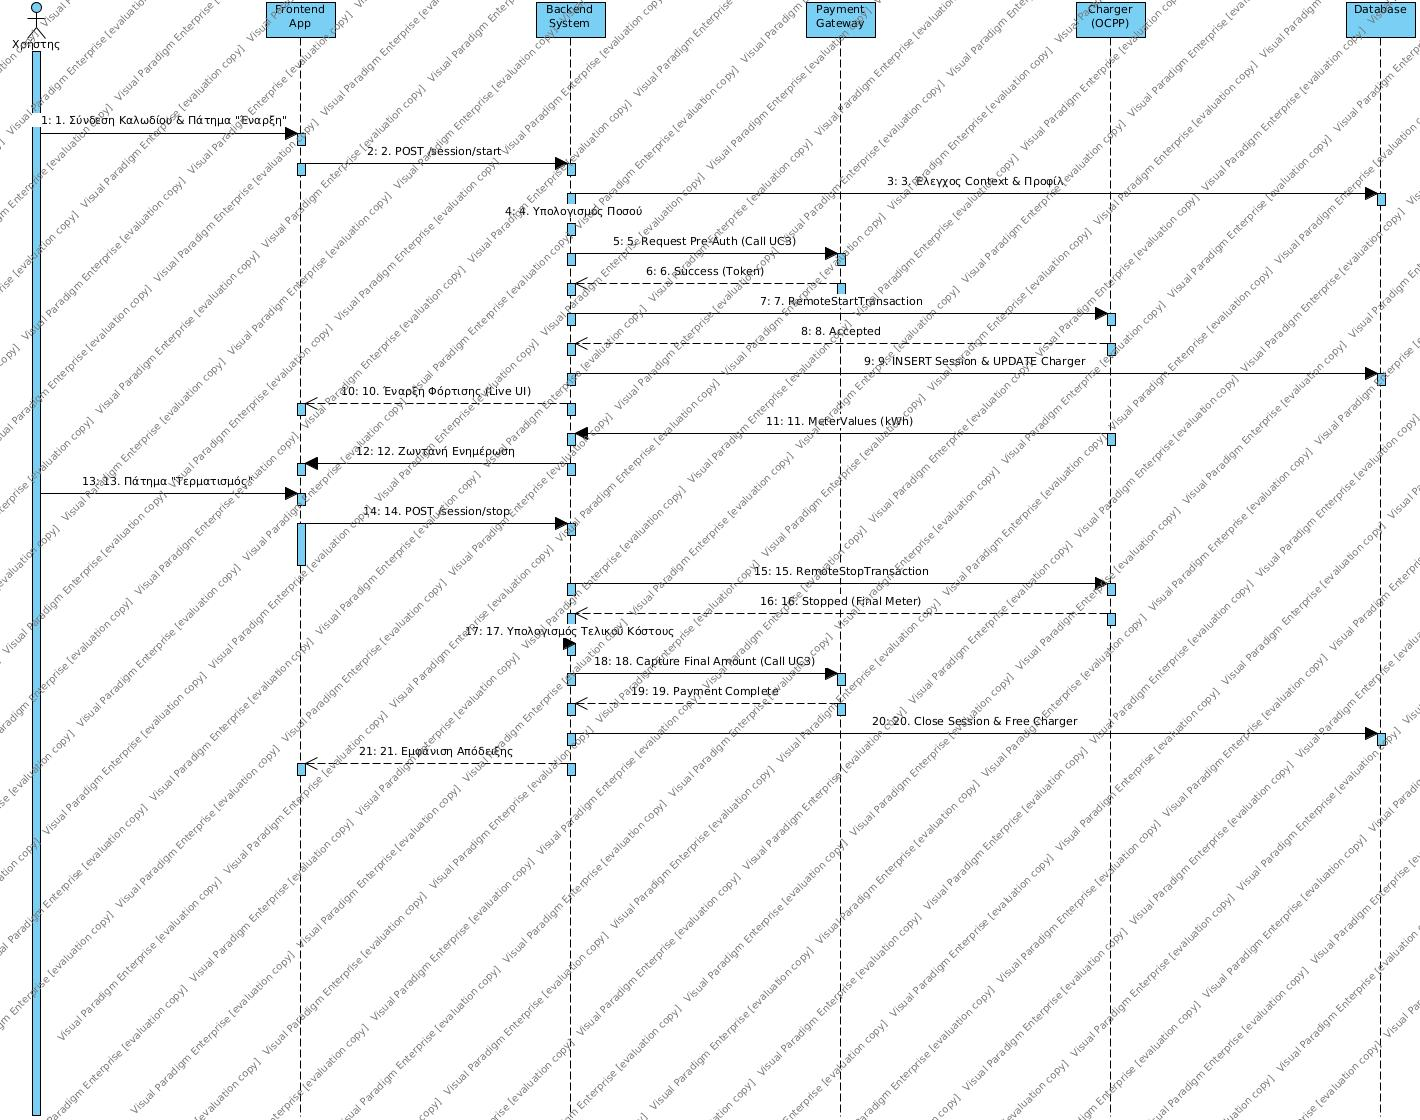 Χρήστης
Frontend
App
Backend
System
Payment
Gateway
Charger
(OCPP)
Database
1: 1. Σύνδεση Καλωδίου & Πάτημα "Έναρξη"
2: 2. POST /session/start
3: 3. Έλεγχος Context & Προφίλ
4: 4. Υπολογισμός Ποσού
5: 5. Request Pre-Auth (Call UC3)
6: 6. Success (Token)
7: 7. RemoteStartTransaction
8: 8. Accepted
9: 9. INSERT Session & UPDATE Charger
10: 10. Έναρξη Φόρτισης (Live UI)
11: 11. MeterValues (kWh)
12: 12. Ζωντανή Ενημέρωση
13: 13. Πάτημα "Τερματισμός"
14: 14. POST /session/stop
15: 15. RemoteStopTransaction
16: 16. Stopped (Final Meter)
17: 17. Υπολογισμός Τελικού Κόστους
18: 18. Capture Final Amount (Call UC3)
19: 19. Payment Complete
20: 20. Close Session & Free Charger
21: 21. Εμφάνιση Απόδειξης
Visual Paradigm Enterprise [evaluation copy]